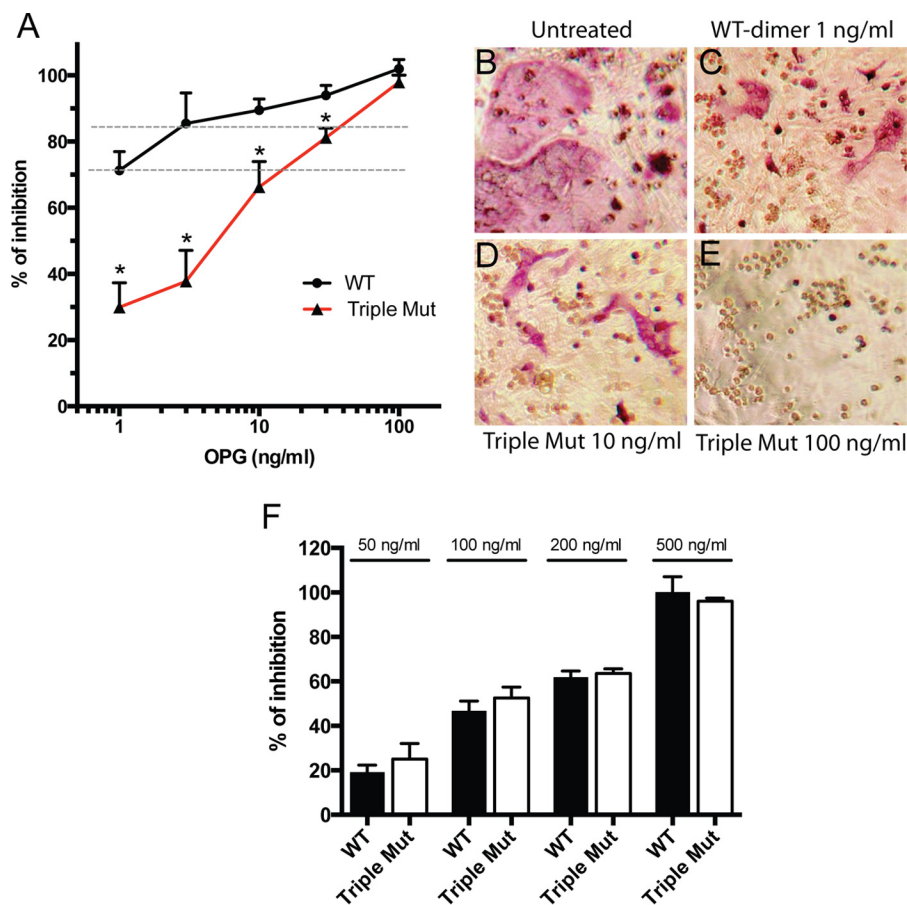 A
% of inhibition
100
80
60
40
20
0
*
*
*
*
WT
Triple Mut
1
10
100
OPG (ng/ml)
Untreated
WT-dimer 1 ng/ml
B
C
D
E
Triple Mut 10 ng/ml
Triple Mut 100 ng/ml
F
% of inhibition
120
100
80
60
40
20
0
50 ng/ml
100 ng/ml
200 ng/ml
500 ng/ml
WT
Triple Mut
WT
Triple Mut
WT
Triple Mut
WT
Triple Mut